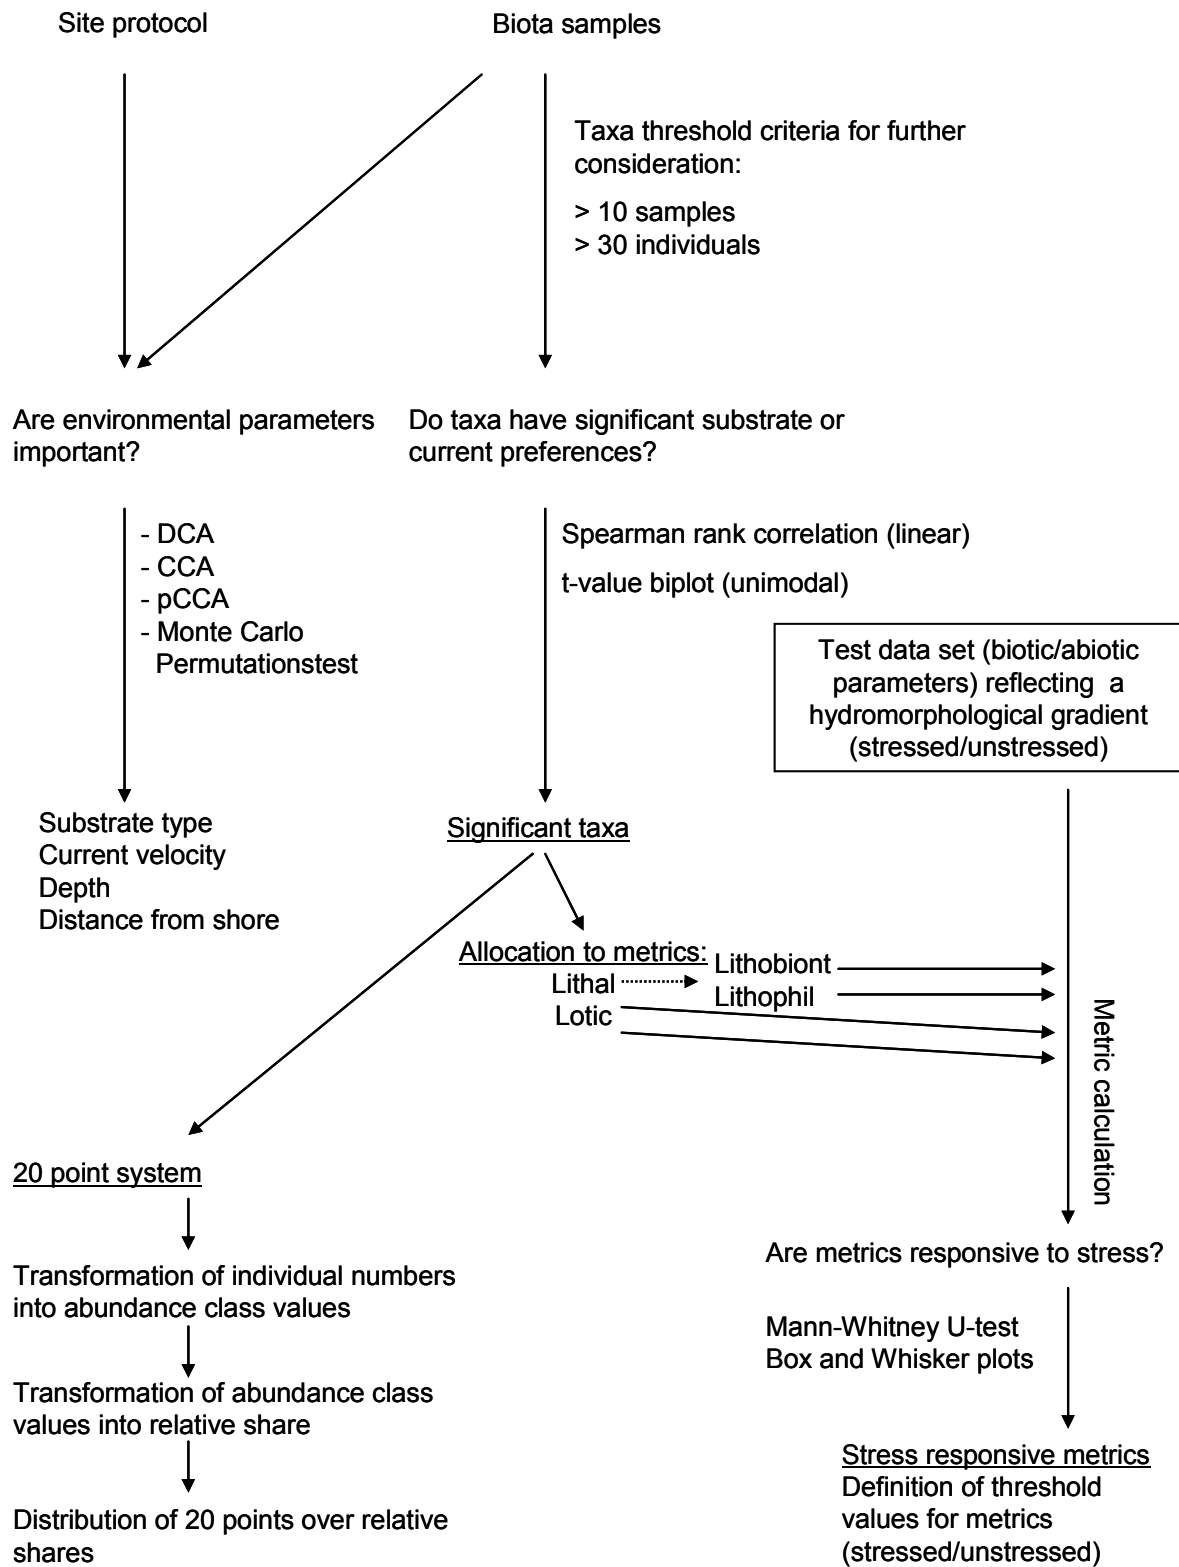 Site protocol
Biota samples
Taxa threshold criteria for further
consideration:
> 10 samples
> 30 individuals
Are environmental parameters
important?
Do taxa have significant substrate or
current preferences?
- DCA
- CCA
- pCCA
- Monte Carlo
Permutationstest
Spearman rank correlation (linear)
t-value biplot (unimodal)
Test data set (biotic/abiotic
parameters) reflecting a
hydromorphological gradient
(stressed/unstressed)
Substrate type
Current velocity
Depth
Distance from shore
Significant taxa
Allocation to metrics:
Lithal
Lotic
Lithobiont
Lithophil
Metric calculation
20 point system
Transformation of individual numbers
into abundance class values
Transformation of abundance class
values into relative share
Distribution of 20 points over relative
shares
Are metrics responsive to stress?
Mann-Whitney U-test
Box and Whisker plots
Stress responsive metrics
Definition of threshold
values for metrics
(stressed/unstressed)